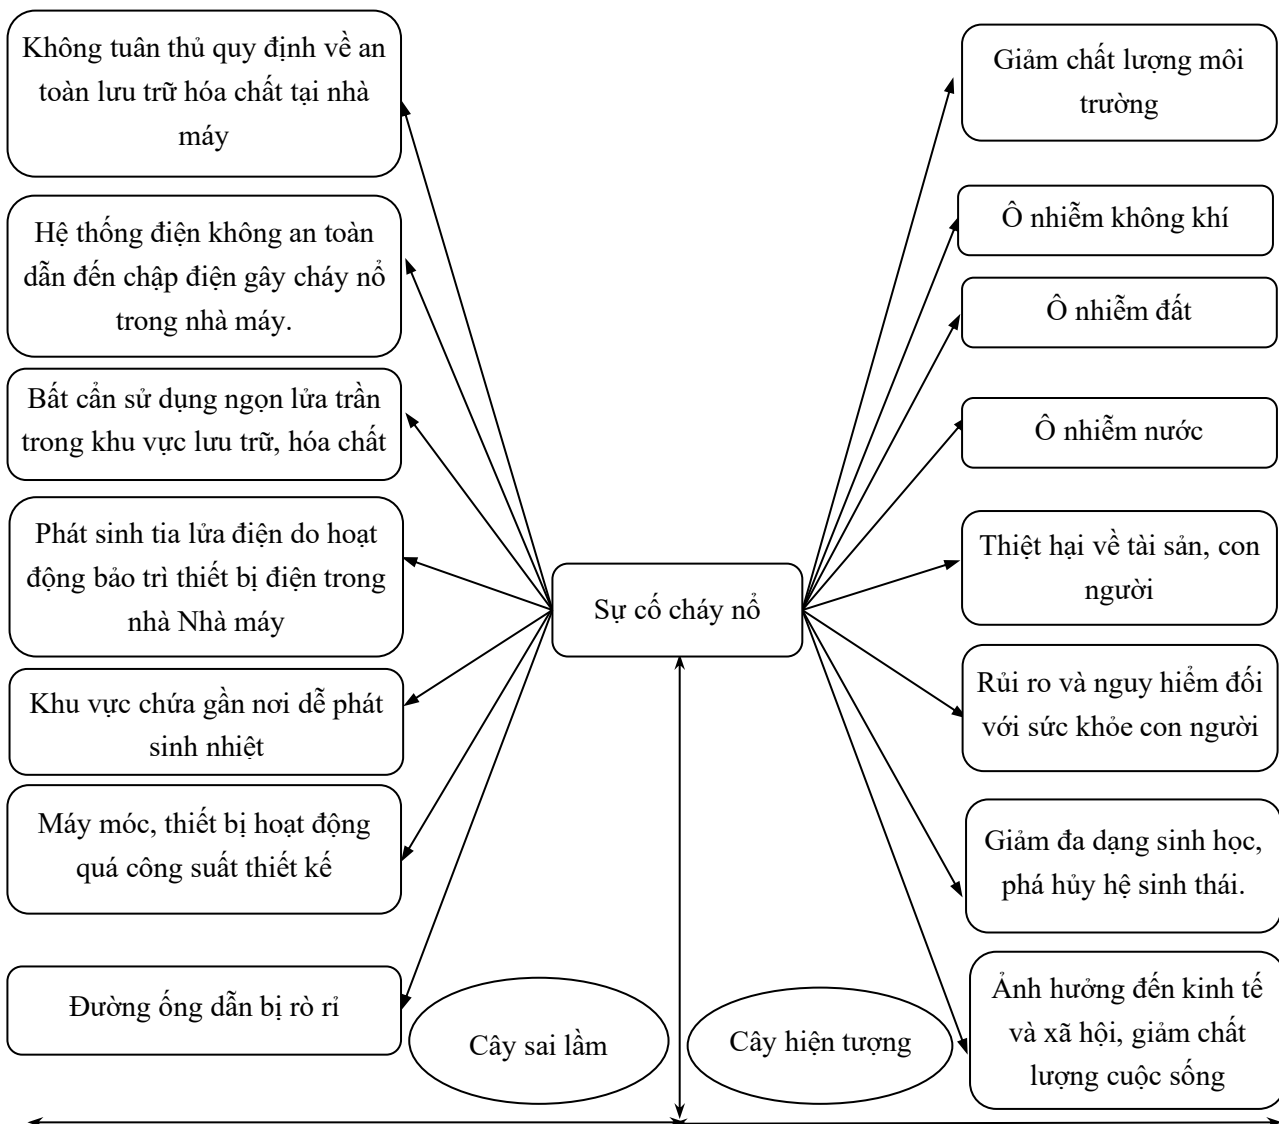 Không tuân thủ quy định về an
toàn lưu trữ hóa chất tại nhà
máy
Hệ thống điện không an toàn
dẫn đến chập điện gây cháy nổ
trong nhà máy.
Bất cẩn sử dụng ngọn lửa trần
trong khu vực lưu trữ, hóa chất
Phát sinh tia lửa điện do hoạt
động bảo trì thiết bị điện trong
nhà Nhà máy
Khu vực chứa gần nơi dễ phát
sinh nhiệt
Máy móc, thiết bị hoạt động
quá công suất thiết kế
Đường ống dẫn bị rò rỉ
Sự cố cháy nổ
Cây sai lầm
Cây hiện tượng
Giảm chất lượng môi
trường
Ô nhiễm không khí
Ô nhiễm đất
Ô nhiễm nước
Thiệt hại về tài sản, con
người
Rủi ro và nguy hiểm đối
với sức khỏe con người
Giảm đa dạng sinh học,
phá hủy hệ sinh thái.
Ảnh hưởng đến kinh tế
và xã hội, giảm chất
lượng cuộc sống